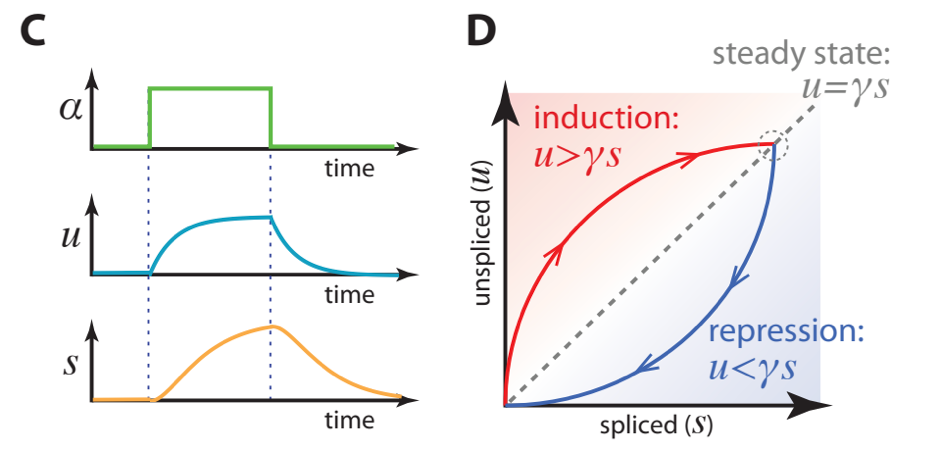 C
α
time
u
time
s
time
D
steady state:
u=γs
induction:
u>γs
unspliced (u)
repression:
u<γs
spliced (s)